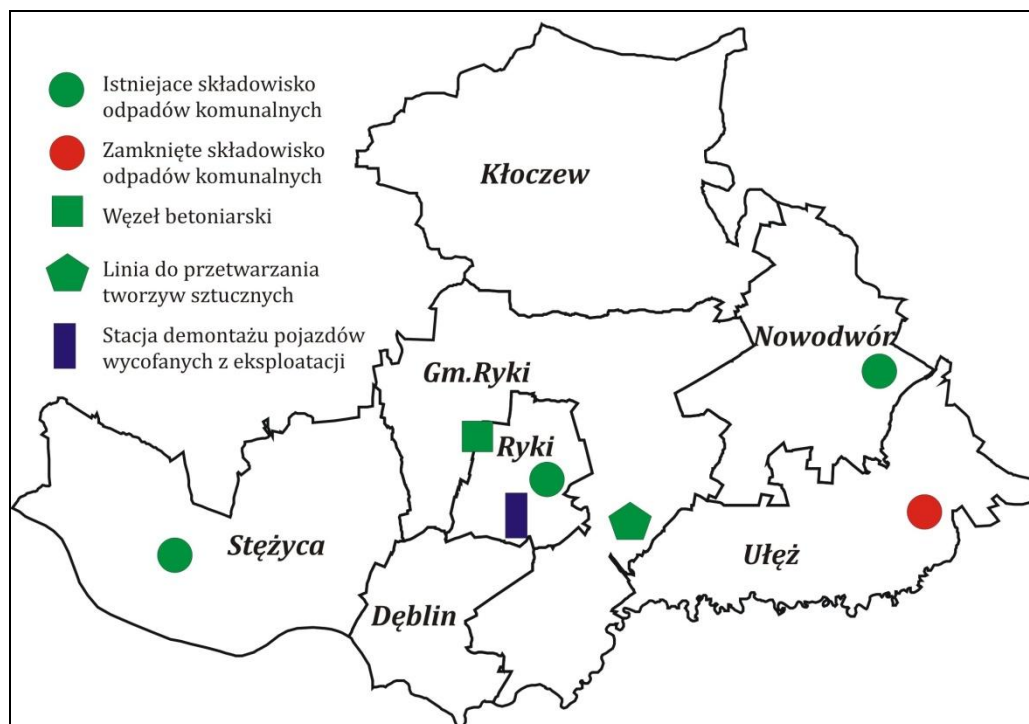 Istniejace składowisko
odpadów komunalnych
Zamknięte składowisko
odpadów komunalnych
Węzeł betoniarski
Linia do przetwarzania
tworzyw sztucznych
Stacja demontażu pojazdów
wycofanych z eksploatacji
Kłoczew
Nowodwór
Gm.Ryki
Ryki
Stężyca
Ułęż
Dęblin